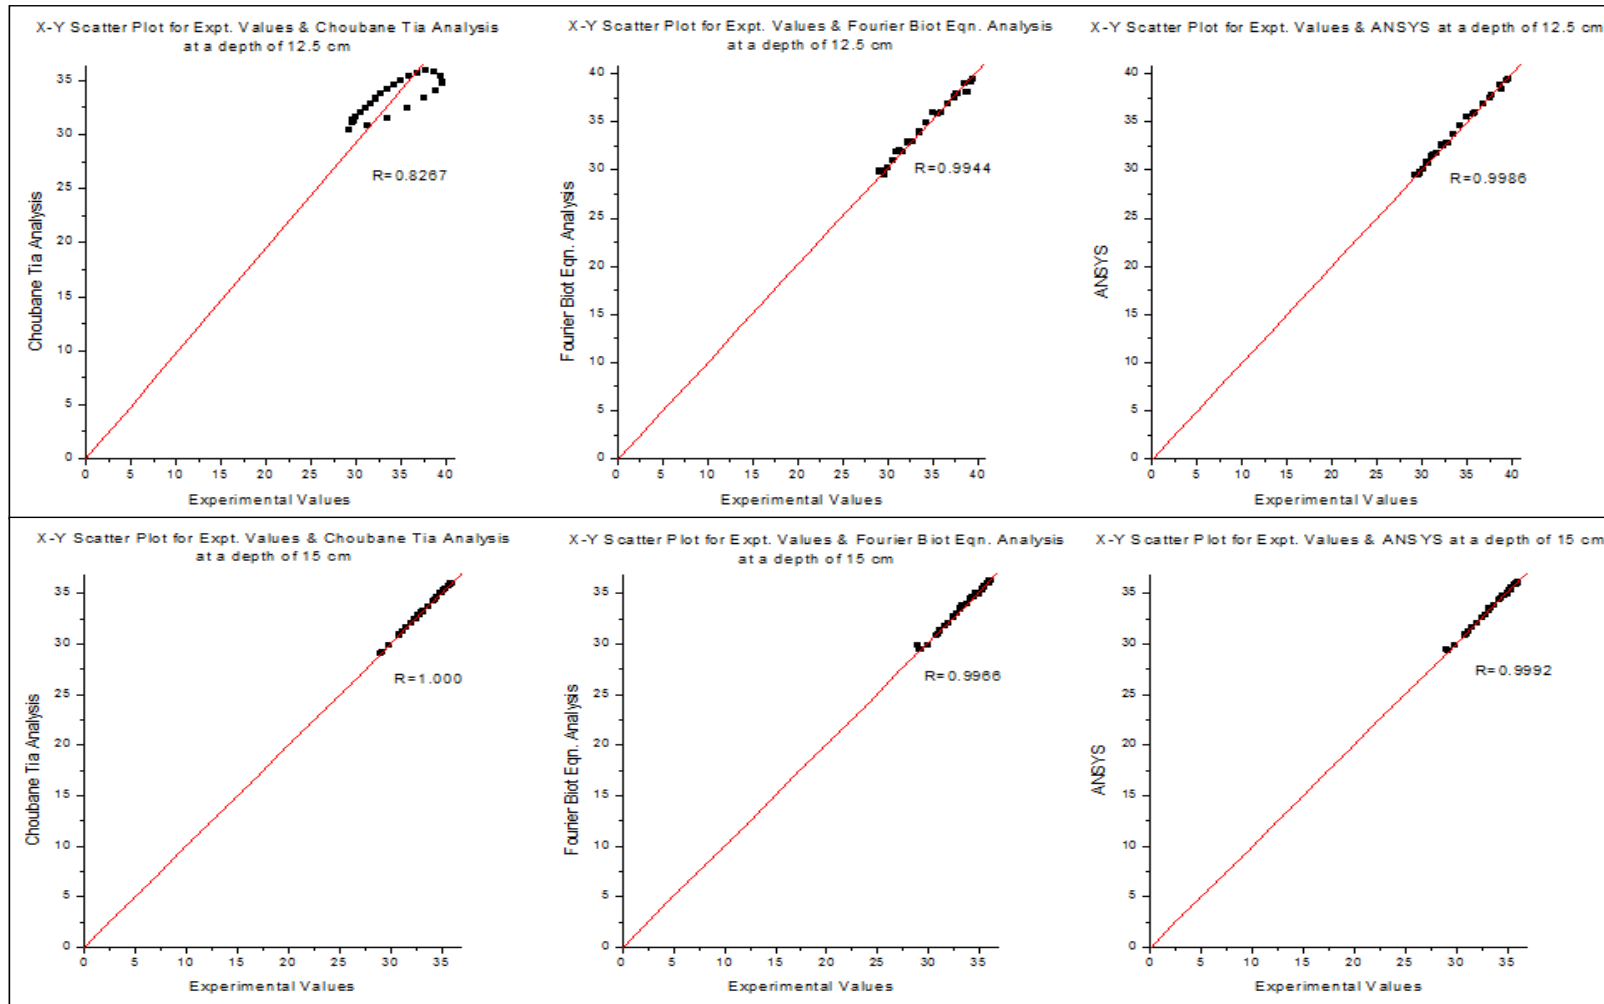 X-Y Scatter Plot for Expt. Values & Choubane Tia Analysis
at a depth of 12.5 cm
35
30
25
20
15
10
5
0
0 5 10 15 20 25 30 35 40
Choubane Tia Analysis
Experimental Values
R=0.8267
X-Y Scatter Plot for Expt. Values & Fourier Biot Eqn. Analysis
at a depth of 12.5 cm
40
35
30
25
20
15
10
5
0
0 5 10 15 20 25 30 35 40
Fourier Biot Eqn. Analysis
Experimental Values
R=0.9944
X-Y Scatter Plot for Expt. Values & ANSYS at a depth of 12.5 cm
40
35
30
25
20
15
10
5
0
0 5 10 15 20 25 30 35 40
ANSYS
Experimental Values
R=0.9986
X-Y Scatter Plot for Expt. Values & Choubane Tia Analysis
at a depth of 15 cm
35
30
25
20
15
10
5
0
0 5 10 15 20 25 30 35
Choubane Tia Analysis
Experimental Values
R=1.000
X-Y Scatter Plot for Expt. Values & Fourier Biot Eqn. Analysis
at a depth of 15 cm
35
30
25
20
15
10
5
0
0 5 10 15 20 25 30 35
Fourier Biot Eqn. Analysis
Experimental Values
R=0.9966
X-Y Scatter Plot for Expt. Values & ANSYS at a depth of 15 cm
35
30
25
20
15
10
5
0
0 5 10 15 20 25 30 35
ANSYS
Experimental Values
R=0.9992